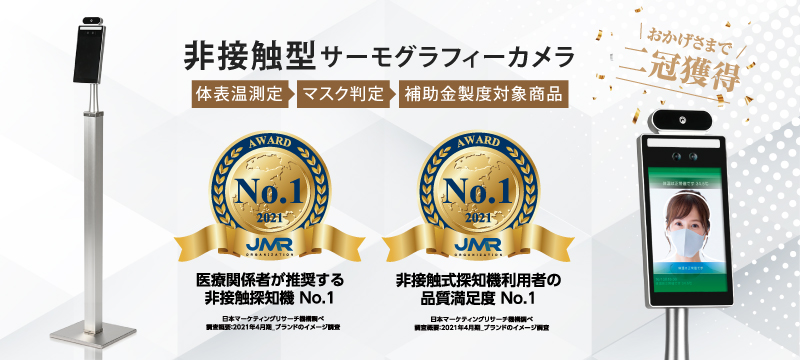 非接触型サーモグラフィーカメラ
体表温測定 マスク判定 補助金製度対象商品
おかげさまで
二冠獲得
AWARD
No.1
2021
JMR
ORGANIZATION
医療関係者が推奨する
非接触探知機 No.1
日本マーケティングリサーチ機構調べ
調査概要:2021年4月期_ブランドのイメージ調査
AWARD
No.1
2021
JMR
ORGANIZATION
非接触式探知機利用者の
品質満足度 No.1
日本マーケティングリサーチ機構調べ
調査概要:2021年4月期_ブランドのイメージ調査